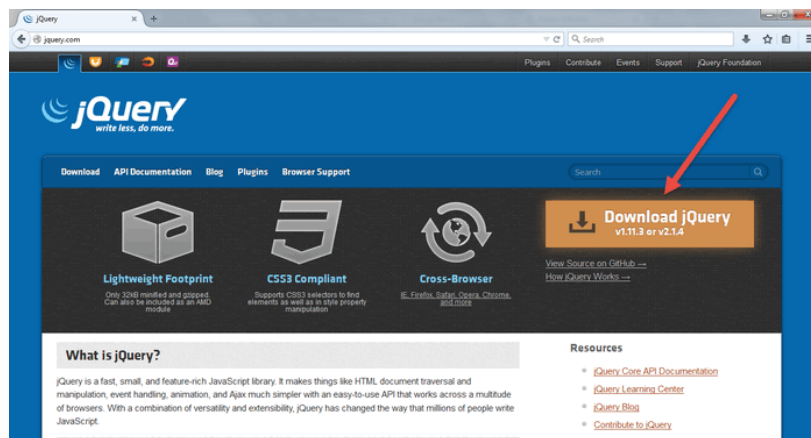 jQuery
jquery.com
Search
Plugins Contribute Events Support jQuery Foundation
jQuery
write less, do more.
Download API Documentation Blog Plugins Browser Support
Search
Download jQuery
v1.11.3 or v2.1.4
View Source on GitHub →
How jQuery Works →
Lightweight Footprint
Only 32kB minified and gzipped.
Can also be included as an AMD
module
CSS3 Compliant
Supports CSS3 selectors to find
elements as well as in style property
manipulation
Cross-Browser
IE, Firefox, Safari, Opera, Chrome,
and more
What is jQuery?
jQuery is a fast, small, and feature-rich JavaScript library. It makes things like HTML document traversal and
manipulation, event handling, animation, and Ajax much simpler with an easy-to-use API that works across a multitude
of browsers. With a combination of versatility and extensibility, jQuery has changed the way that millions of people write
JavaScript.
Resources
jQuery Core API Documentation
jQuery Learning Center
jQuery Blog
Contribute to jQuery